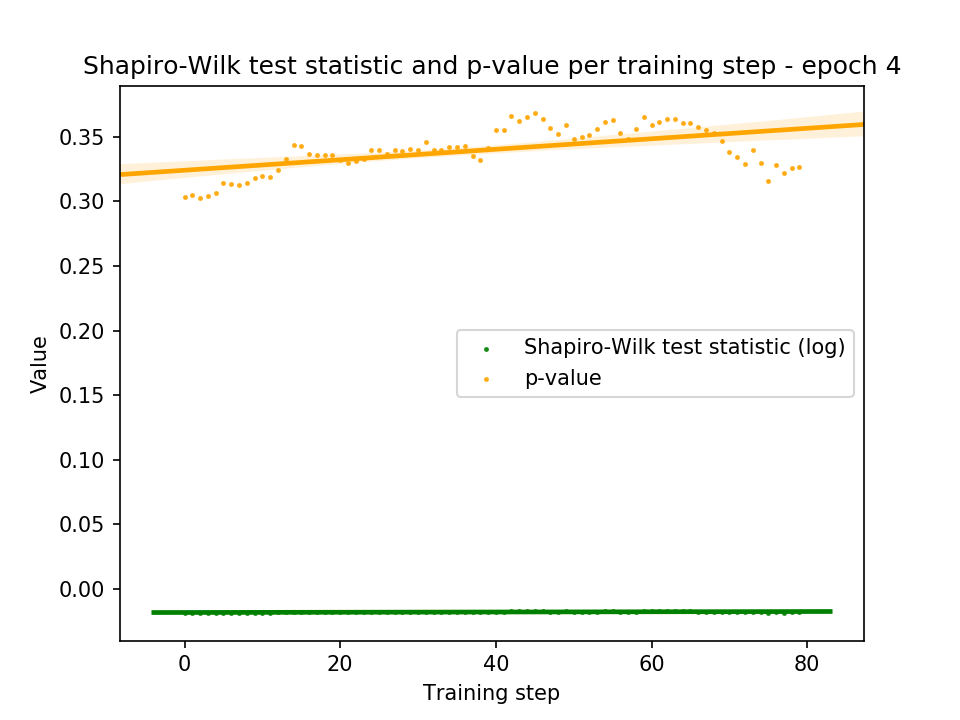 Shapiro-Wilk test statistic and p-value per training step - epoch 4
0.35
0.30
0.25
0.20
0.15
0.10
0.05
0.00
Value
Shapiro-Wilk test statistic (log)
p-value
0 20 40 60 80
Training step